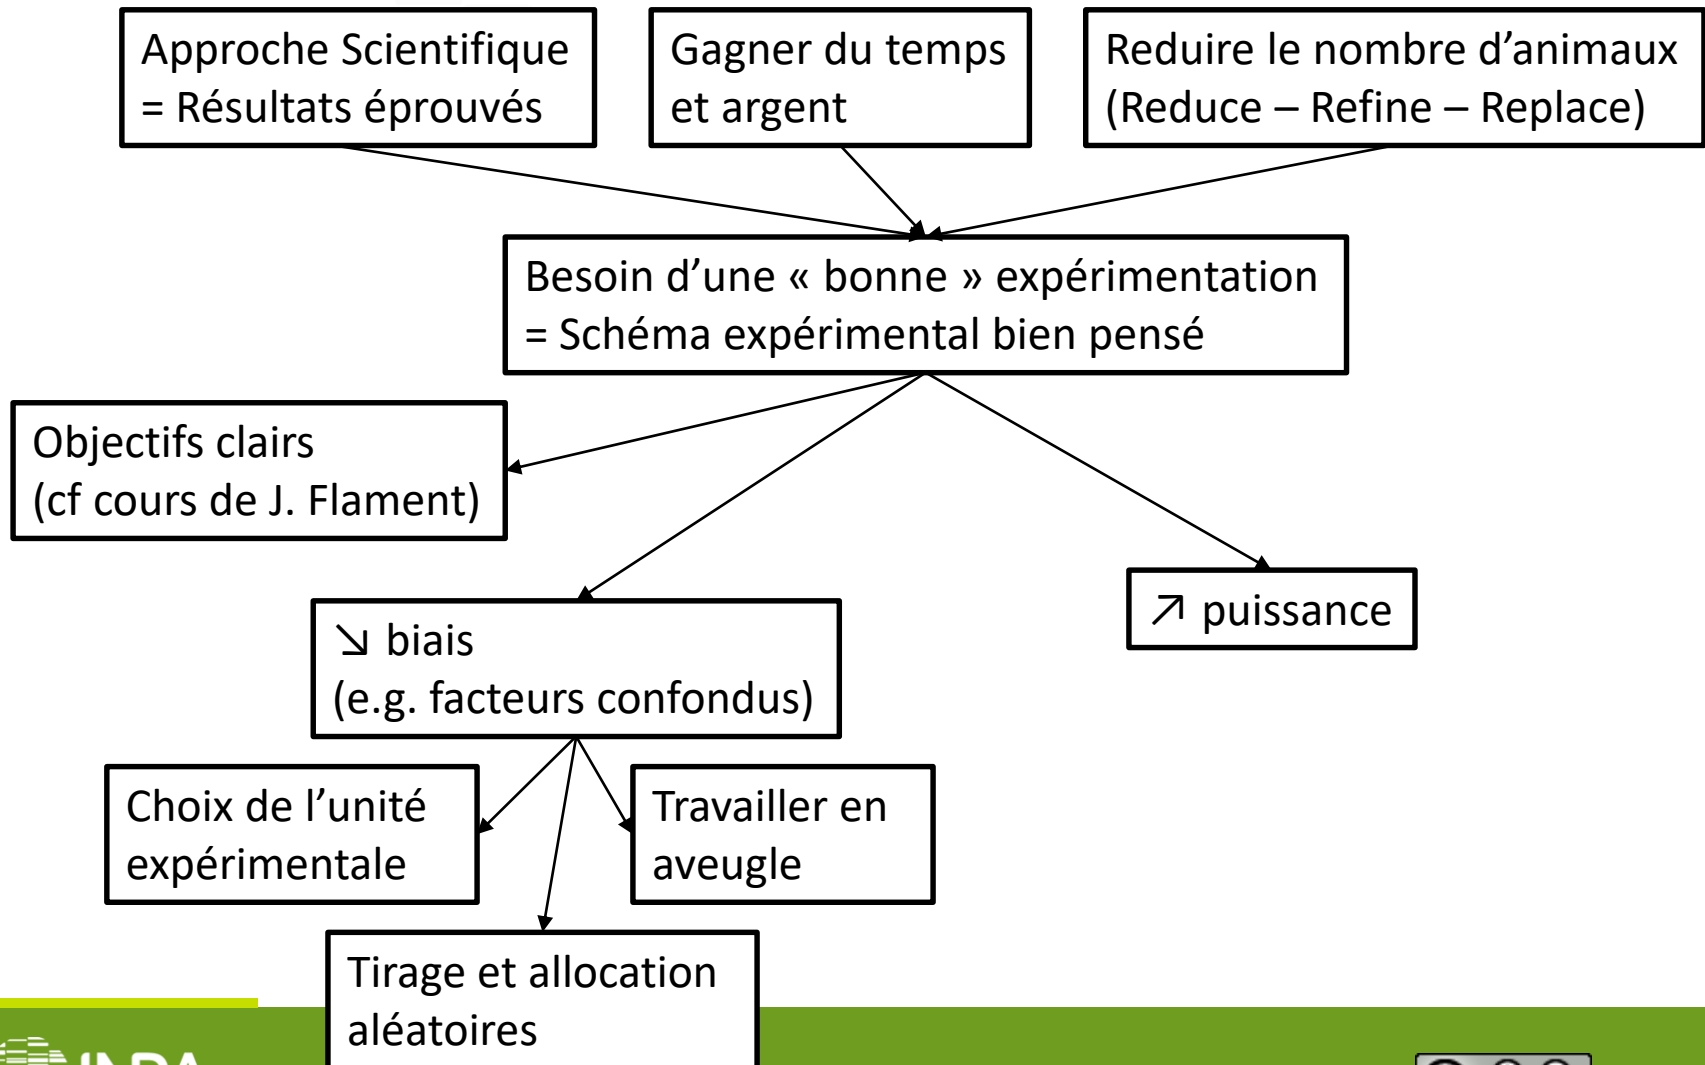 Approche Scientifique
= Résultats éprouvés
Gagner du temps
et argent
Reduire le nombre d’animaux
(Reduce – Refine – Replace)
Besoin d’une « bonne » expérimentation
= Schéma expérimental bien pensé
Objectifs clairs
(cf cours de J. Flament)
↘ biais
(e.g. facteurs confondus)
↗ puissance
Choix de l’unité
expérimentale
Travailler en
aveugle
Tirage et allocation
aléatoires
INRA